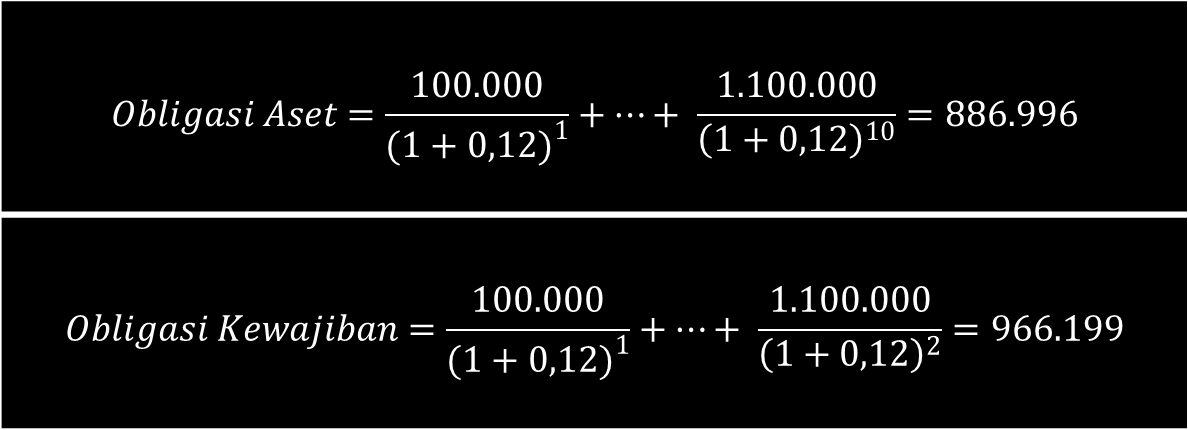 Obligasi Aset = 100.000/(1 + 0,12)^1 + ⋯ + 1.100.000/(1 + 0,12)^10 = 886.996
Obligasi Kewajiban = 100.000/(1 + 0,12)^1 + ⋯ + 1.100.000/(1 + 0,12)^2 = 966.199